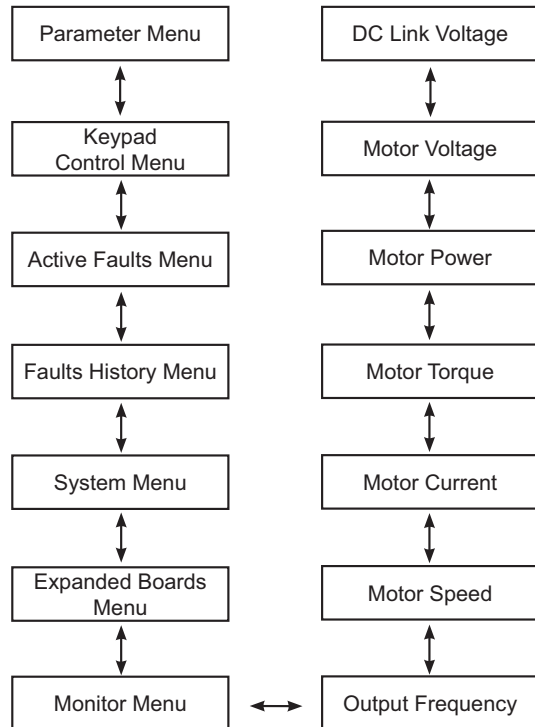 Parameter Menu
Keypad
Control Menu
Active Faults Menu
Faults History Menu
System Menu
Expanded Boards
Menu
Monitor Menu
DC Link Voltage
Motor Voltage
Motor Power
Motor Torque
Motor Current
Motor Speed
Output Frequency